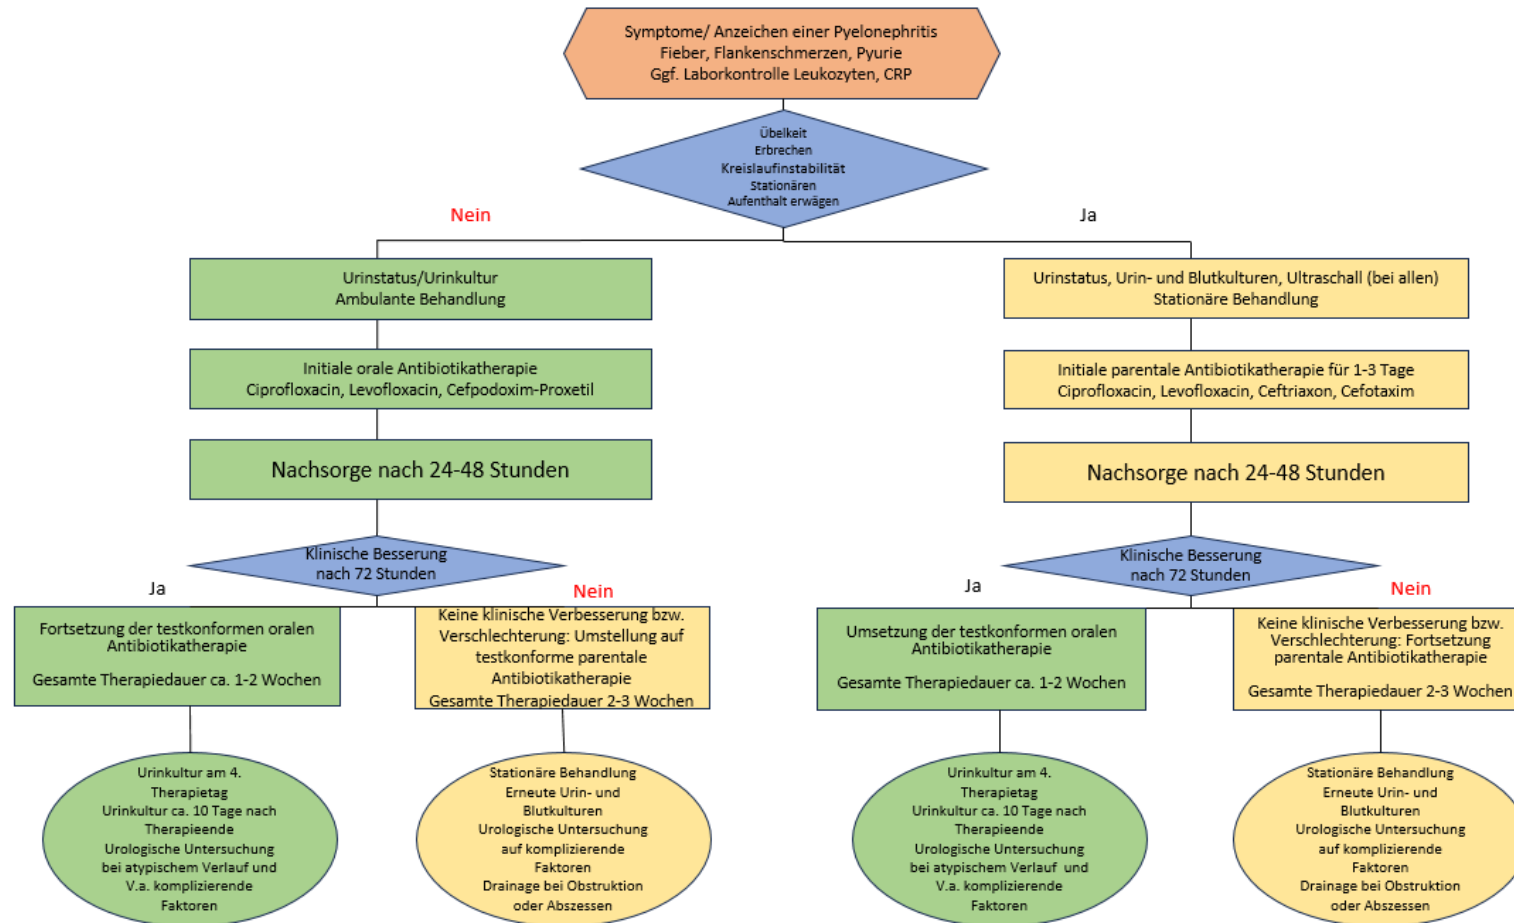 Symptome/ Anzeichen einer Pyelonephritis
Fieber, Flankenschmerzen, Pyurie
Ggf. Laborkontrolle Leukozyten, CRP
Übelkeit
Erbrechen
Kreislaufinstabilität
Stationären
Aufenthalt erwägen
Nein
Ja
Urinstatus/Urinkultur
Ambulante Behandlung
Urinstatus, Urin- und Blutkulturen, Ultraschall (bei allen)
Stationäre Behandlung
Initiale orale Antibiotikatherapie
Ciprofloxacin, Levofloxacin, Cefpodoxim-Proxetil
Initiale parentale Antibiotikatherapie für 1-3 Tage
Ciprofloxacin, Levofloxacin, Ceftriaxon, Cefotaxim
Nachsorge nach 24-48 Stunden
Nachsorge nach 24-48 Stunden
Klinische Besserung
nach 72 Stunden
Klinische Besserung
nach 72 Stunden
Ja
Nein
Ja
Nein
Fortsetzung der testkonformen oralen
Antibiotikatherapie
Gesamte Therapiedauer ca. 1-2 Wochen
Keine klinische Verbesserung bzw.
Verschlechterung: Umstellung auf
testkonforme parentale
Antibiotikatherapie
Gesamte Therapiedauer 2-3 Wochen
Umsetzung der testkonformen oralen
Antibiotikatherapie
Gesamte Therapiedauer ca. 1-2 Wochen
Keine klinische Verbesserung bzw.
Verschlechterung: Fortsetzung
parentale Antibiotikatherapie
Gesamte Therapiedauer 2-3 Wochen
Urinkultur am 4.
Therapietag
Urinkultur ca. 10 Tage nach
Therapieende
Urologische Untersuchung
bei atypischem Verlauf und
V.a. komplizierende
Faktoren
Stationäre Behandlung
Erneute Urin- und
Blutkulturen
Urologische Untersuchung
auf komplizierende
Faktoren
Drainage bei Obstruktion
oder Abszessen
Urinkultur am 4.
Therapietag
Urinkultur ca. 10 Tage nach
Therapieende
Urologische Untersuchung
bei atypischem Verlauf und
V.a. komplizierende
Faktoren
Stationäre Behandlung
Erneute Urin- und
Blutkulturen
Urologische Untersuchung
auf komplizierende
Faktoren
Drainage bei Obstruktion
oder Abszessen